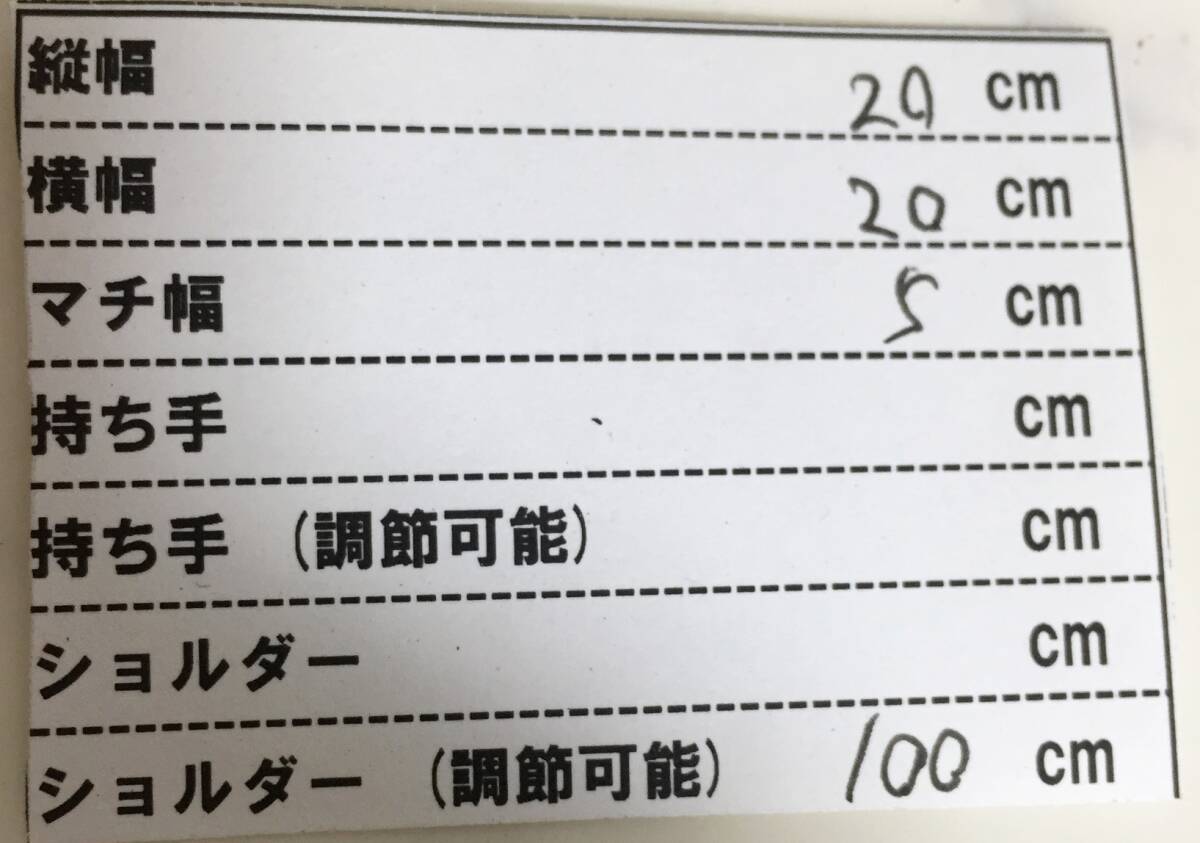 縦幅 20 cm
横幅 20 cm
マチ幅 5 cm
持ち手 cm
持ち手 (調節可能) cm
ショルダー cm
ショルダー (調節可能) 100 cm